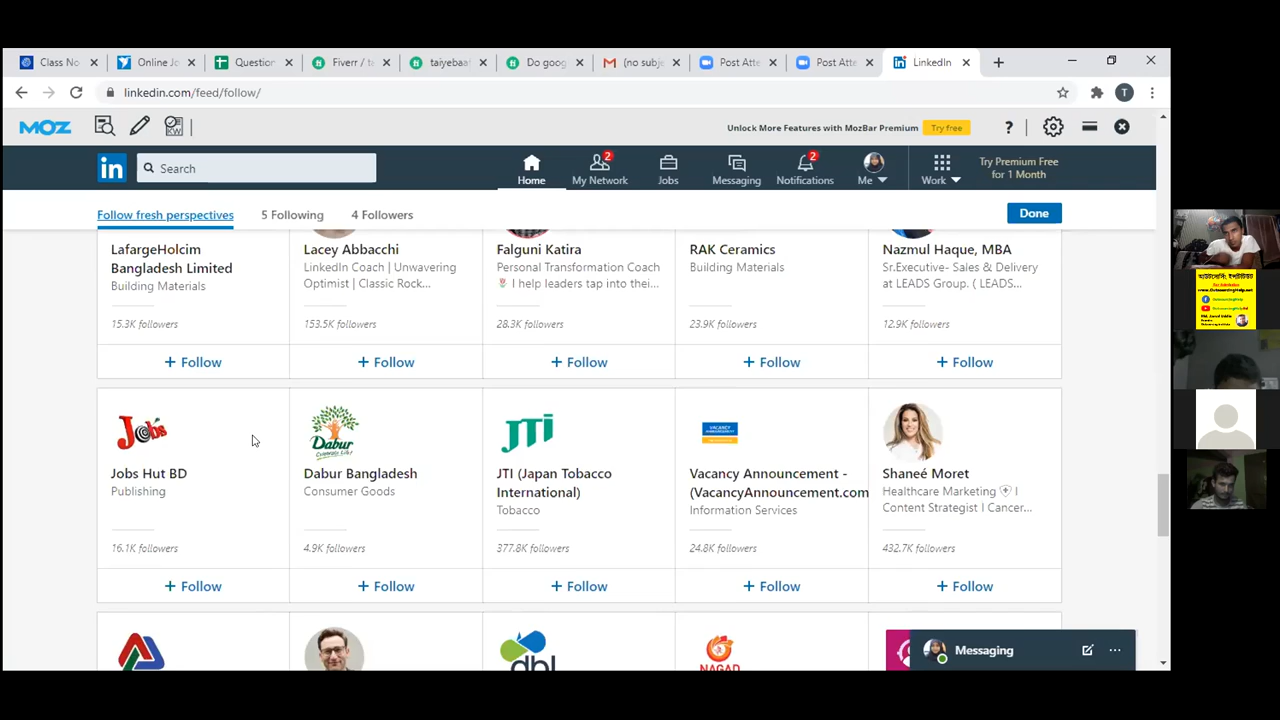 Class No
Online Jo
Question
Fiverr / ta
taiyebaaf
Do goog
(no subje
Post Atte
Post Atte
LinkedIn
linkedin.com/feed/follow/
T
MOZ
KW
Unlock More Features with MozBar Premium
Try free
?
in
Search
Home
2
My Network
Jobs
Messaging
2
Notifications
Me
Work
Try Premium Free
for 1 Month
Follow fresh perspectives
5 Following
4 Followers
Done
LafargeHolcim
Bangladesh Limited
Building Materials
15.3K followers
+ Follow
Lacey Abbacchi
LinkedIn Coach | Unwavering
Optimist | Classic Rock...
153.5K followers
+ Follow
Falguni Katira
Personal Transformation Coach
I help leaders tap into thei...
28.3K followers
+ Follow
RAK Ceramics
Building Materials
23.9K followers
+ Follow
Nazmul Haque, MBA
Sr.Executive- Sales & Delivery
at LEADS Group. ( LEADS...
12.9K followers
+ Follow
Jobs
Jobs Hut BD
Publishing
16.1K followers
+ Follow
Dabur
Dabur Bangladesh
Consumer Goods
4.9K followers
+ Follow
JTI
JTI (Japan Tobacco
International)
Tobacco
377.8K followers
+ Follow
VACANCY
Vacancy Announcement -
(VacancyAnnouncement.com
Information Services
24.8K followers
+ Follow
Shaneé Moret
Healthcare Marketing I
Content Strategist I Cancer...
432.7K followers
+ Follow
dbl
NAGAD
Messaging